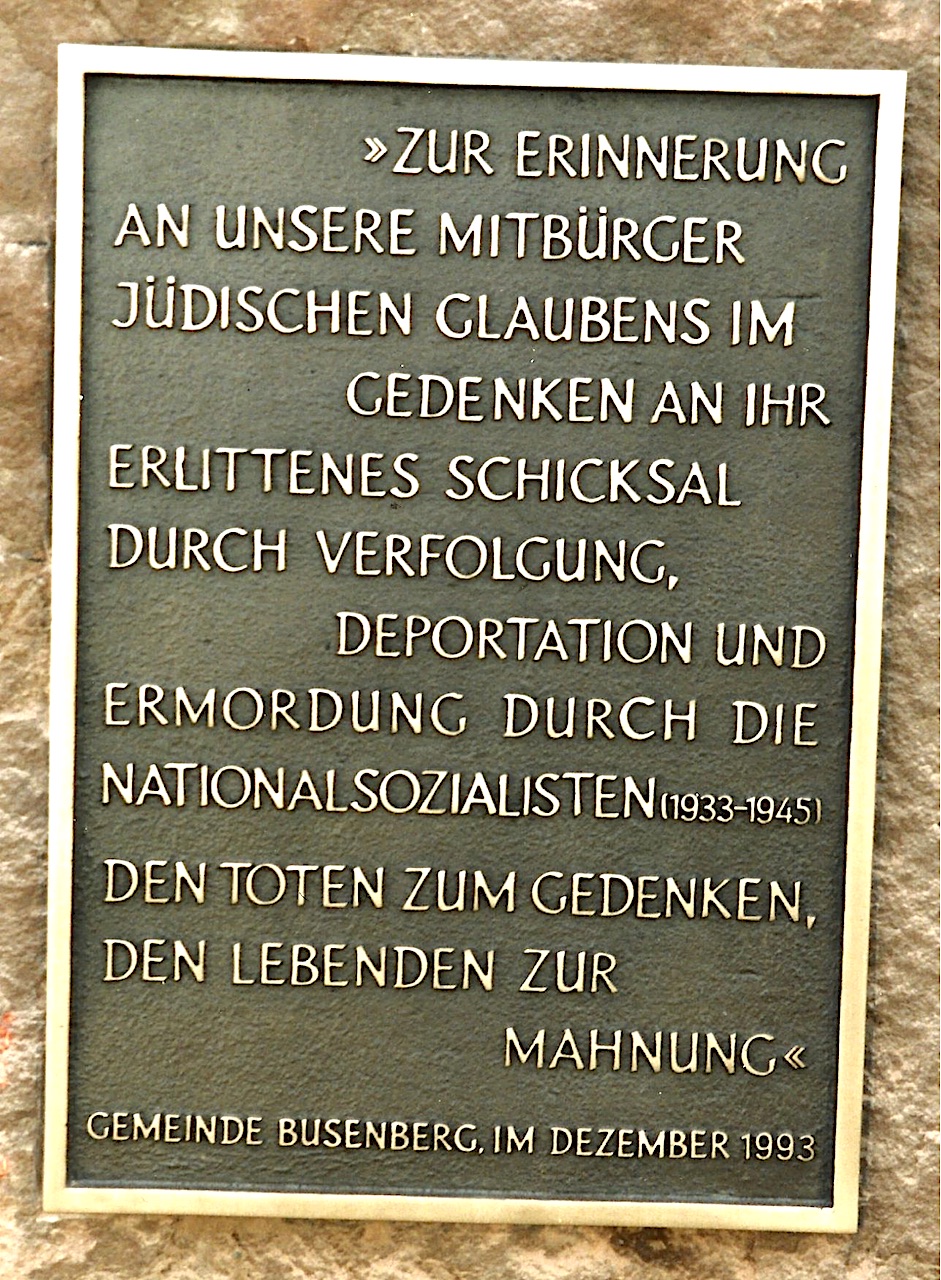 »ZUR ERINNERUNG
AN UNSERE MITBÜRGER
JÜDISCHEN GLAUBENS IM
GEDENKEN AN IHR
ERLITTENES SCHICKSAL
DURCH VERFOLGUNG,
DEPORTATION UND
ERMORDUNG DURCH DIE
NATIONALSOZIALISTEN (1933-1945)
DEN TOTEN ZUM GEDENKEN,
DEN LEBENDEN ZUR
MAHNUNG«
GEMEINDE BUSENBERG, IM DEZEMBER 1993